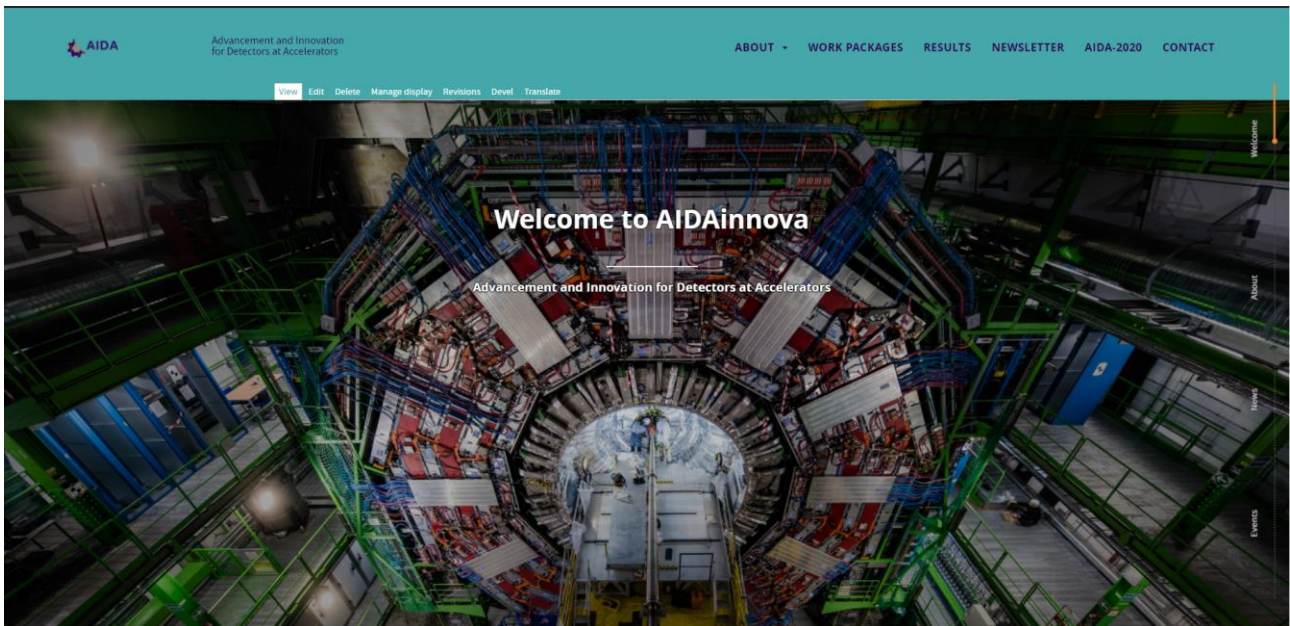 AIDA
Advancement and Innovation
for Detectors at Accelerators
ABOUT WORK PACKAGES RESULTS NEWSLETTER AIDA-2020 CONTACT
View Edit Delete Manage display Revisions Devel Translate
Welcome to AIDAinnova
Advancement and Innovation for Detectors at Accelerators
Welcome
About
News
Events